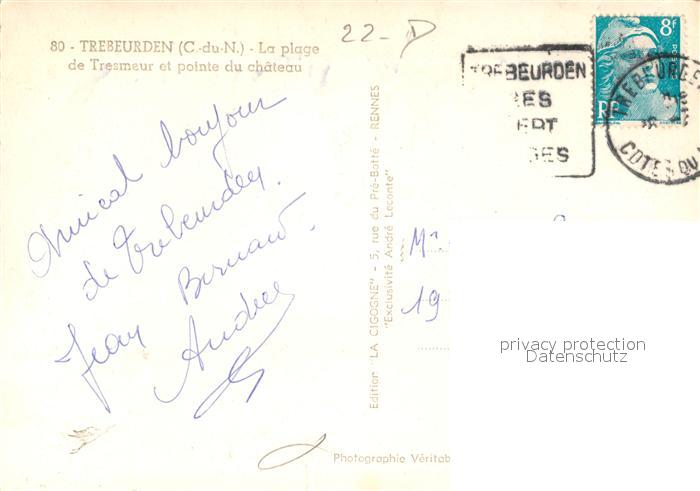 80 - TREBEURDEN (C.-du-N.) - La plage
de Tresmeur et pointe du château
22-D
TREBEURDEN
ES
ERT
GES
8F
RF
TREBEURDEN
COTES DU
Amical bonjour
de Trebeurden.
Jean Bernard.
Andrée
Edition "LA CIGOGNE" - 5, rue du Pré-Botté - RENNES
"Exclusivité André Leconte"
Mr
19
privacy protection
Datenschutz
Photographie Véritab